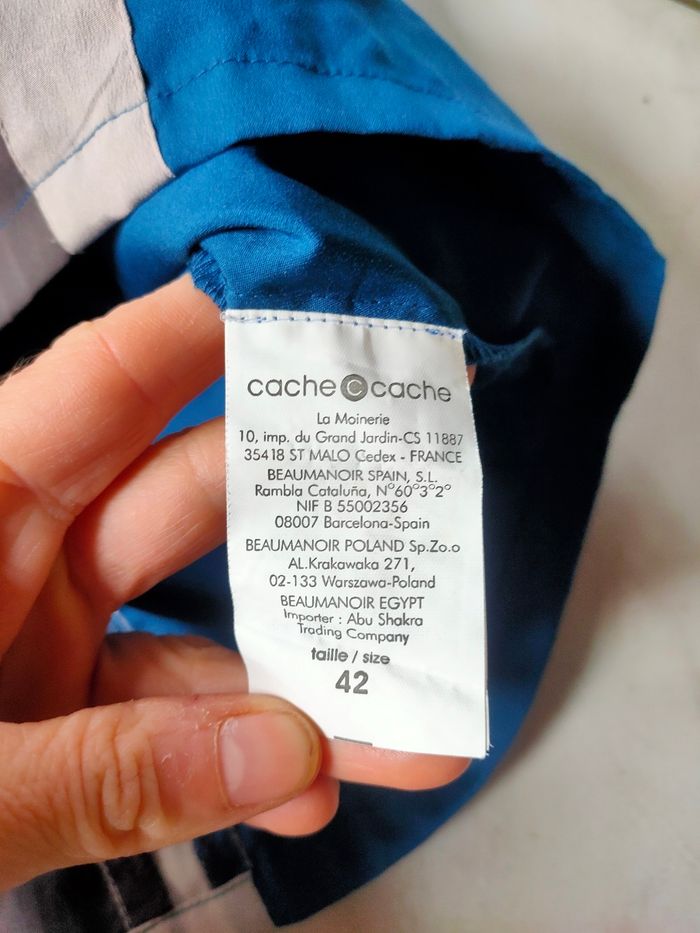 cache C cache
La Moinerie
10, imp. du Grand Jardin-CS 11887
35418 ST MALO Cedex - FRANCE
BEAUMANOIR SPAIN, S.L.
Rambla Cataluña, N°60°3°2°
NIF B 55002356
08007 Barcelona-Spain
BEAUMANOIR POLAND Sp.Zo.o
AL.Krakawaka 271,
02-133 Warszawa-Poland
BEAUMANOIR EGYPT
Importer : Abu Shakra
Trading Company
taille / size
42